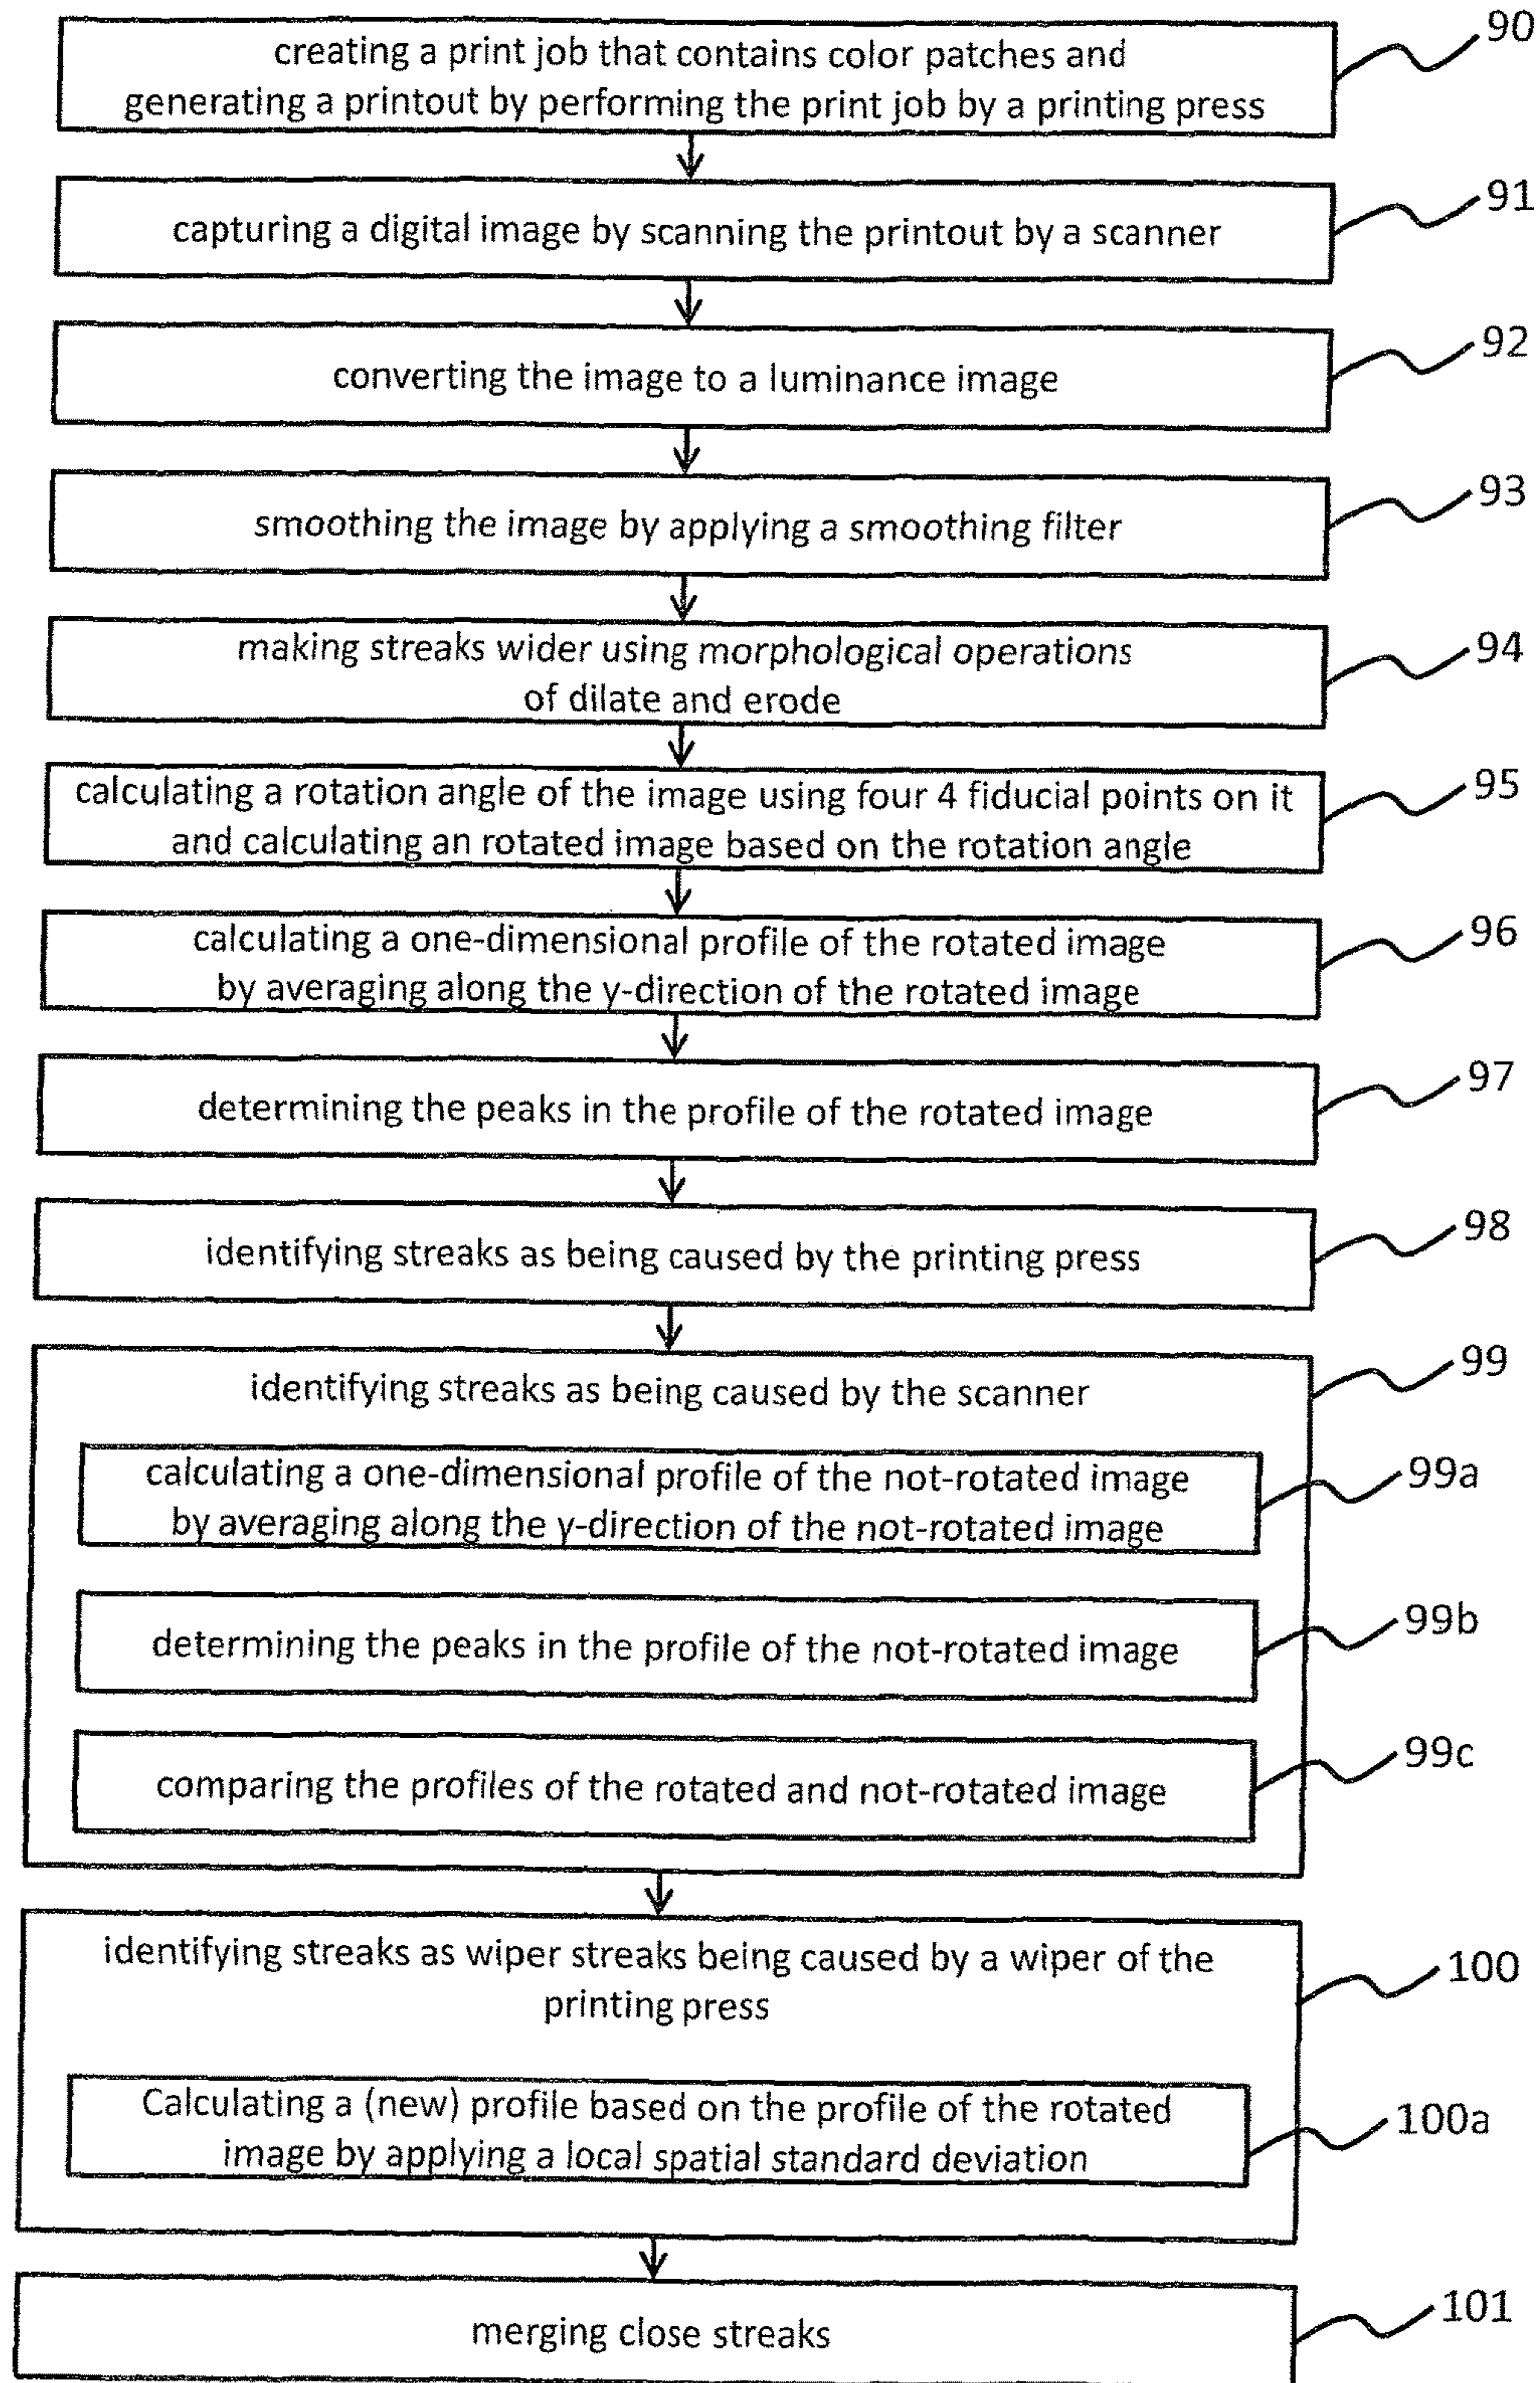 creating a print job that contains color patches and
generating a printout by performing the print job by a printing press
90
capturing a digital image by scanning the printout by a scanner
91
converting the image to a luminance image
92
smoothing the image by applying a smoothing filter
93
making streaks wider using morphological operations
of dilate and erode
94
calculating a rotation angle of the image using four 4 fiducial points on it
and calculating an rotated image based on the rotation angle
95
calculating a one-dimensional profile of the rotated image
by averaging along the y-direction of the rotated image
96
determining the peaks in the profile of the rotated image
97
identifying streaks as being caused by the printing press
98
identifying streaks as being caused by the scanner
99
calculating a one-dimensional profile of the not-rotated image
by averaging along the y-direction of the not-rotated image
99a
determining the peaks in the profile of the not-rotated image
99b
comparing the profiles of the rotated and not-rotated image
99c
identifying streaks as wiper streaks being caused by a wiper of the
printing press
100
Calculating a (new) profile based on the profile of the rotated
image by applying a local spatial standard deviation
100a
merging close streaks
101